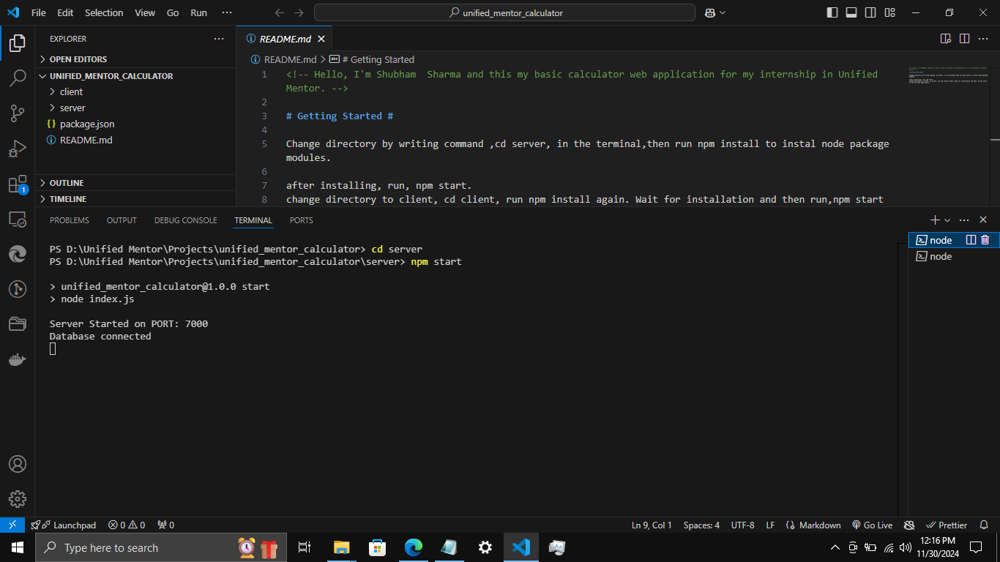 File Edit Selection View Go Run ··· unified_mentor_calculator
EXPLORER ···
OPEN EDITORS
UNIFIED_MENTOR_CALCULATOR
client
server
{} package.json
README.md
OUTLINE
TIMELINE
1
README.md
README.md > # Getting Started
1 <!-- Hello, I'm Shubham  Sharma and this my basic calculator web application for my internship in Unified
Mentor. -->
2
3 # Getting Started #
4
5 Change directory by writing command ,cd server, in the terminal,then run npm install to instal node package
modules.
6
7 after installing, run, npm start.
8 change directory to client, cd client, run npm install again. Wait for installation and then run,npm start
PROBLEMS OUTPUT DEBUG CONSOLE TERMINAL PORTS
PS D:\Unified Mentor\Projects\unified_mentor_calculator> cd server
PS D:\Unified Mentor\Projects\unified_mentor_calculator\server> npm start
> unified_mentor_calculator@1.0.0 start
> node index.js
Server Started on PORT: 7000
Database connected
node
node
Launchpad 0 0 0 Ln 9, Col 1 Spaces: 4 UTF-8 LF {} Markdown Go Live Prettier
Type here to search
12:16 PM
11/30/2024